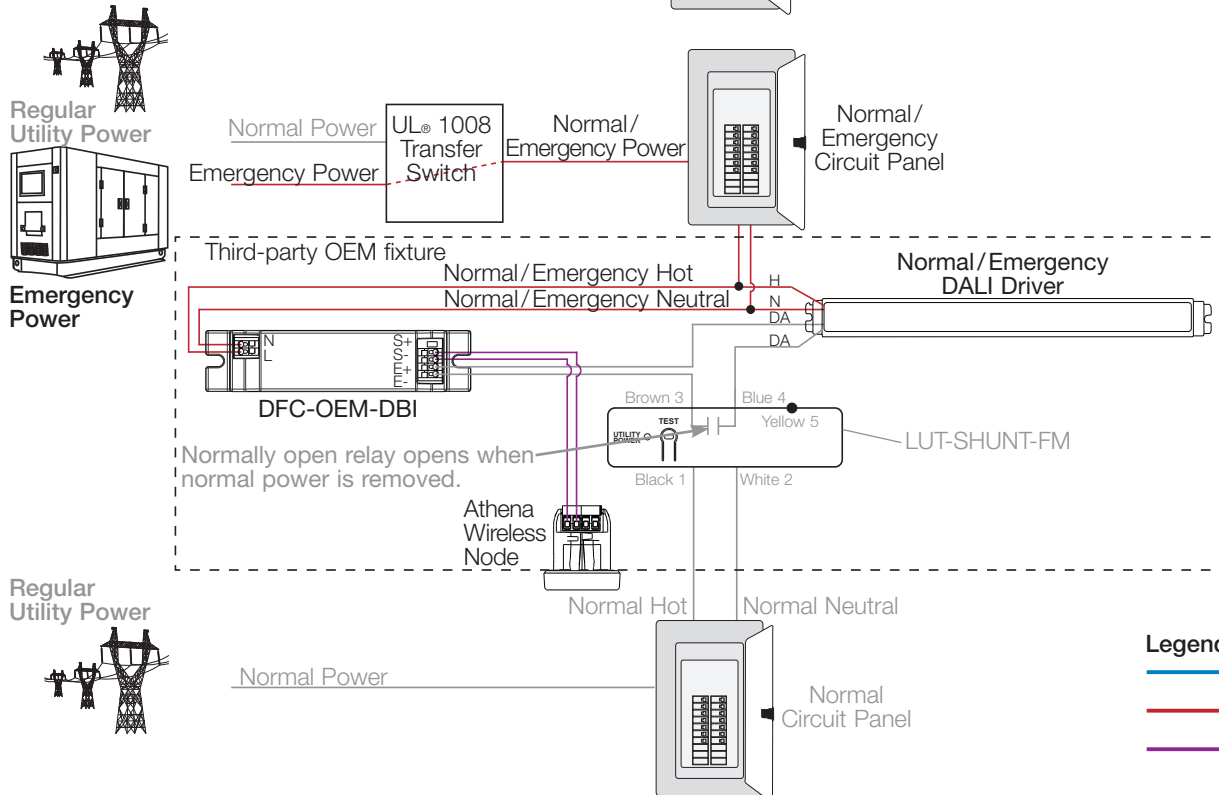 Regular
Utility Power
Normal Power
UL® 1008
Transfer
Switch
Normal/
Emergency Power
Normal/
Emergency
Circuit Panel
Emergency Power
Emergency
Power
Third-party OEM fixture
Normal/Emergency Hot
H
Normal/Emergency
DALI Driver
Normal/Emergency Neutral
N
DA
DA
N
L
S+
S-
E+
E-
DFC-OEM-DBI
Brown 3
Blue 4
Yellow 5
TEST
UTILITY
POWER
LUT-SHUNT-FM
Normally open relay opens when
normal power is removed.
Black 1
White 2
Athena
Wireless
Node
Regular
Utility Power
Normal Hot
Normal Neutral
Normal Power
Normal
Circuit Panel